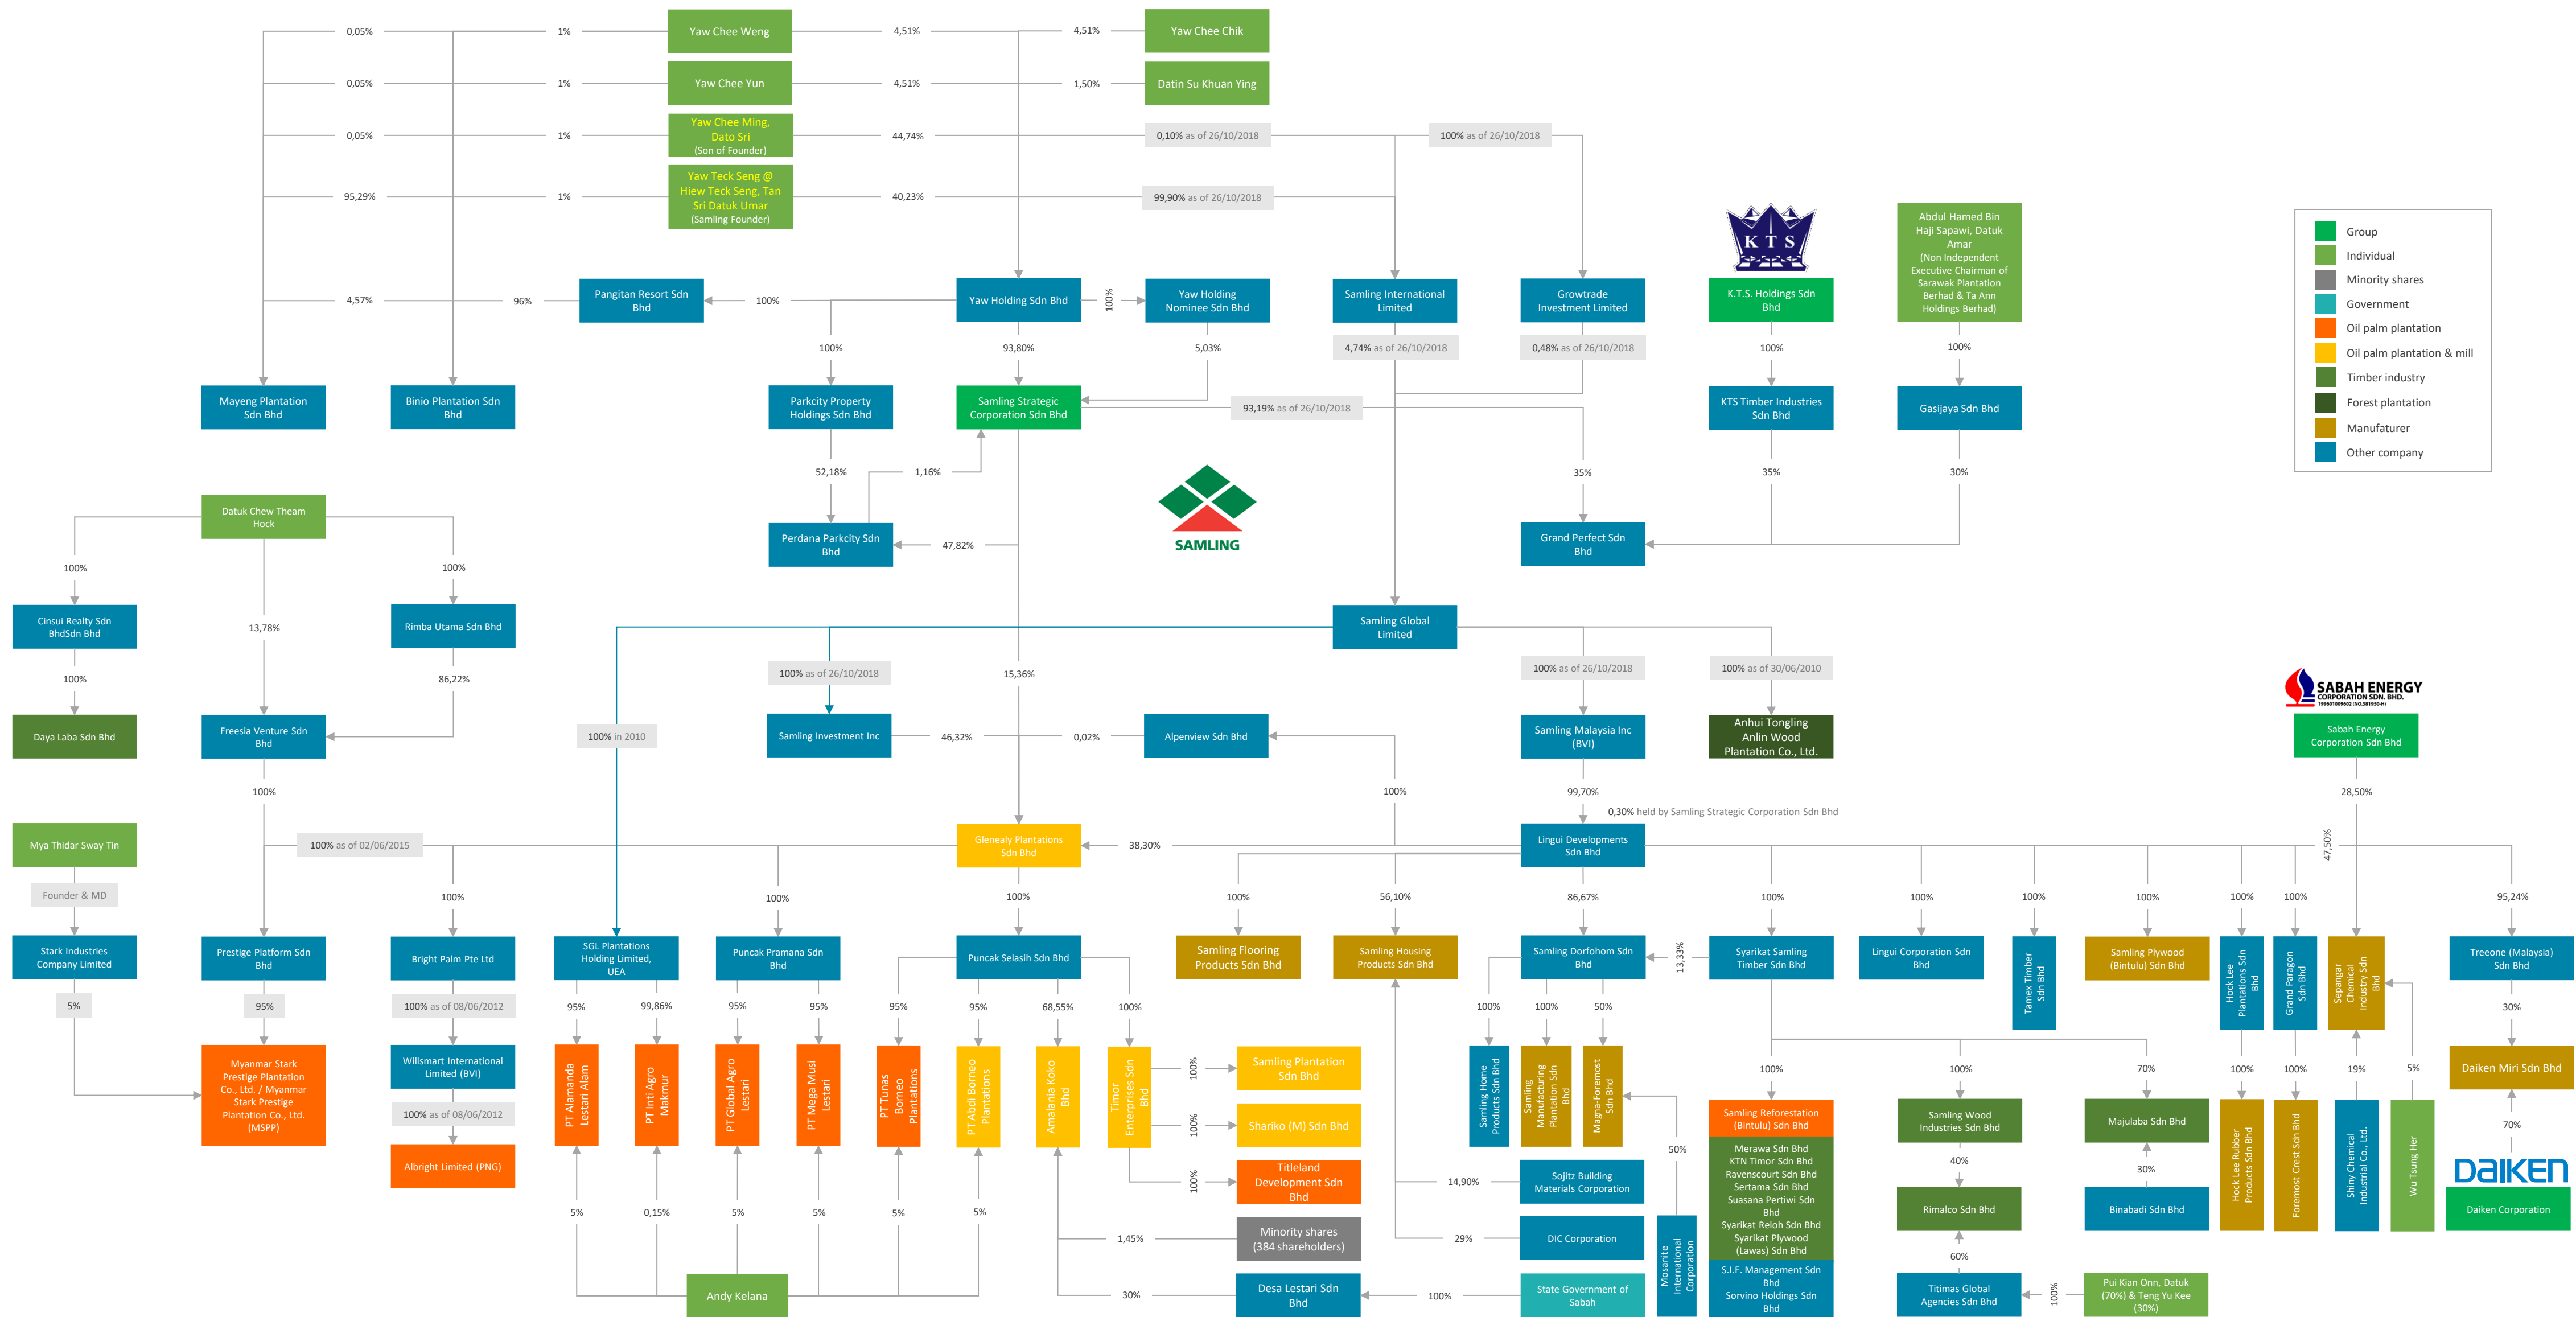 Yaw Chee Weng
0,05%
1%
4,51%
4,51%
Yaw Chee Chik
0,05%
1%
Yaw Chee Yun
4,51%
1,50%
Datin Su Khuan Ying
0,05%
1%
Yaw Chee Ming,
Dato Sri
(Son of Founder)
44,74%
0,10% as of 26/10/2018
100% as of 26/10/2018
95,29%
1%
Yaw Teck Seng @
Hiew Teck Seng, Tan
Sri Datuk Umar
(Samling Founder)
40,23%
99,90% as of 26/10/2018
KTS
Abdul Hamed Bin
Haji Sapawi, Datuk
Amar
(Non Independent
Executive Chairman of
Sarawak Plantation
Berhad & Ta Ann
Holdings Berhad)
Group
Individual
Minority shares
Government
Oil palm plantation
Oil palm plantation & mill
Timber industry
Forest plantation
Manufaturer
Other company
4,57%
96%
Pangitan Resort Sdn
Bhd
100%
Yaw Holding Sdn Bhd
100%
Yaw Holding
Nominee Sdn Bhd
Samling International
Limited
Growtrade
Investment Limited
K.T.S. Holdings Sdn
Bhd
100%
93,80%
5,03%
4,74% as of 26/10/2018
0,48% as of 26/10/2018
100%
100%
Mayeng Plantation
Sdn Bhd
Binio Plantation Sdn
Bhd
Parkcity Property
Holdings Sdn Bhd
Samling Strategic
Corporation Sdn Bhd
93,19% as of 26/10/2018
KTS Timber Industries
Sdn Bhd
Gasijaya Sdn Bhd
52,18%
1,16%
35%
35%
30%
SAMLING
Datuk Chew Theam
Hock
Perdana Parkcity Sdn
Bhd
47,82%
Grand Perfect Sdn
Bhd
100%
13,78%
100%
Cinsui Realty Sdn
BhdSdn Bhd
Rimba Utama Sdn Bhd
Samling Global
Limited
100%
86,22%
100% as of 26/10/2018
15,36%
100% as of 26/10/2018
100% as of 30/06/2010
SABAH ENERGY
CORPORATION SDN. BHD.
199601009602 (NO.381950-H)
Daya Laba Sdn Bhd
Freesia Venture Sdn
Bhd
100% in 2010
Samling Investment Inc
46,32%
0,02%
Alpenview Sdn Bhd
Samling Malaysia Inc
(BVI)
Anhui Tongling
Anlin Wood
Plantation Co., Ltd.
Sabah Energy
Corporation Sdn Bhd
100%
100%
99,70%
28,50%
0,30% held by Samling Strategic Corporation Sdn Bhd
Mya Thidar Sway Tin
100% as of 02/06/2015
Glenealy Plantations
Sdn Bhd
38,30%
Lingui Developments
Sdn Bhd
47,50%
Founder & MD
100%
100%
100%
100%
56,10%
86,67%
100%
100%
100%
100%
100%
100%
95,24%
Stark Industries
Company Limited
Prestige Platform Sdn
Bhd
Bright Palm Pte Ltd
SGL Plantations
Holding Limited,
UEA
Puncak Pramana Sdn
Bhd
Puncak Selasih Sdn Bhd
Samling Flooring
Products Sdn Bhd
Samling Housing
Products Sdn Bhd
Samling Dorfohom Sdn
Bhd
13,33%
Syarikat Samling
Timber Sdn Bhd
Lingui Corporation Sdn
Bhd
Tamex Timber
Sdn Bhd
Samling Plywood
(Bintulu) Sdn Bhd
Hock Lee
Plantations Sdn
Bhd
Grand Paragon
Sdn Bhd
Sepangar
Chemical
Industry Sdn
Bhd
Treeone (Malaysia)
Sdn Bhd
5%
95%
100% as of 08/06/2012
95%
99,86%
95%
95%
95%
95%
68,55%
100%
100%
100%
50%
30%
Myanmar Stark
Prestige Plantation
Co., Ltd. / Myanmar
Stark Prestige
Plantation Co., Ltd.
(MSPP)
Willsmart International
Limited (BVI)
100% as of 08/06/2012
Albright Limited (PNG)
PT Alamanda
Lestari Alam
PT Inti Agro
Makmur
PT Global Agro
Lestari
PT Mega Musi
Lestari
PT Tunas
Borneo
Plantations
PT Abdi Borneo
Plantations
Amalania Koko
Bhd
Timor
Enterprises Sdn
Bhd
100%
Samling Plantation
Sdn Bhd
100%
Shariko (M) Sdn Bhd
100%
Titleland
Development Sdn
Bhd
Samling Home
Products Sdn Bhd
Samling
Manufacturing
Plantation Sdn
Bhd
Magna-Foremost
Sdn Bhd
100%
100%
70%
100%
100%
19%
5%
Daiken Miri Sdn Bhd
70%
Samling Reforestation
(Bintulu) Sdn Bhd
Merawa Sdn Bhd
KTN Timor Sdn Bhd
Ravenscourt Sdn Bhd
Sertama Sdn Bhd
Suasana Pertiwi Sdn
Bhd
Syarikat Reloh Sdn Bhd
Syarikat Plywood
(Lawas) Sdn Bhd
S.I.F. Management Sdn
Bhd
Sorvino Holdings Sdn
Bhd
Samling Wood
Industries Sdn Bhd
40%
Rimalco Sdn Bhd
60%
Titimas Global
Agencies Sdn Bhd
100%
Pui Kian Onn, Datuk
(70%) & Teng Yu Kee
(30%)
Majulaba Sdn Bhd
30%
Binabadi Sdn Bhd
Hock Lee Rubber
Products Sdn Bhd
Foremost Crest Sdn Bhd
Shiny Chemical
Industrial Co., Ltd.
Wu Tsung Her
DAIKEN
Daiken Corporation
5%
0,15%
5%
5%
5%
5%
Andy Kelana
1,45%
Minority shares
(384 shareholders)
30%
Desa Lestari Sdn
Bhd
100%
State Government of
Sabah
14,90%
Sojitz Building
Materials Corporation
29%
DIC Corporation
50%
Mosanite
International
Corporation